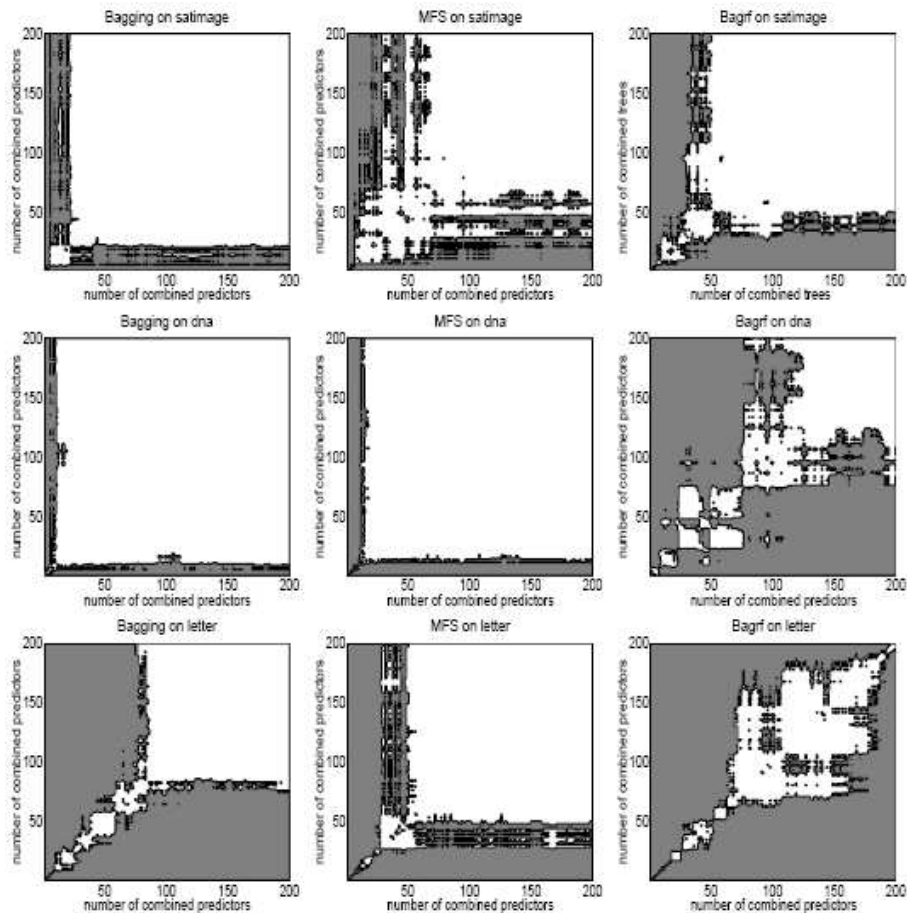 Bagging on satimage
MFS on satimage
Bagrf on satimage
number of combined predictors
200
150
100
50
50 100 150 200
number of combined predictors
number of combined predictors
200
150
100
50
50 100 150 200
number of combined predictors
number of combined trees
200
150
100
50
50 100 150 200
number of combined trees
Bagging on dna
MFS on dna
Bagrf on dna
number of combined predictors
200
150
100
50
50 100 150 200
number of combined predictors
number of combined predictors
200
150
100
50
50 100 150 200
number of combined predictors
number of combined predictors
200
150
100
50
50 100 150 200
number of combined predictors
Bagging on letter
MFS on letter
Bagrf on letter
number of combined predictors
200
150
100
50
50 100 150 200
number of combined predictors
number of combined predictors
200
150
100
50
50 100 150 200
number of combined predictors
number of combined predictors
200
150
100
50
50 100 150 200
number of combined predictors